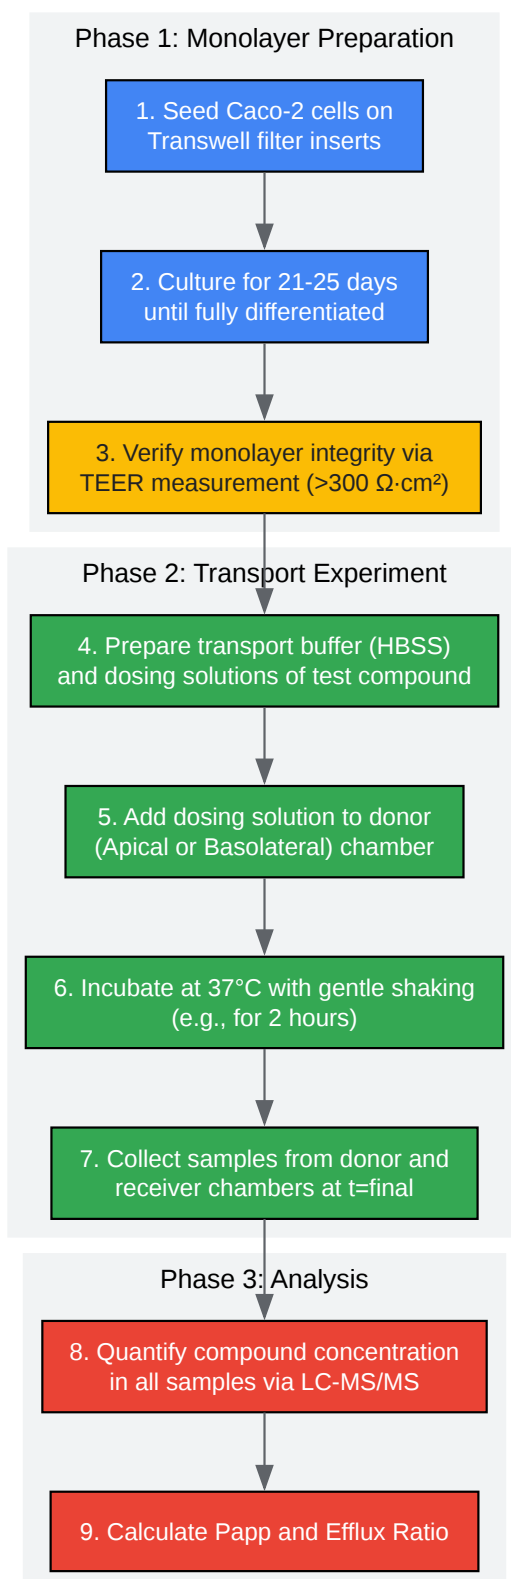 Phase 1: Monolayer Preparation
1. Seed Caco-2 cells on
Transwell filter inserts
2. Culture for 21-25 days
until fully differentiated
3. Verify monolayer integrity via
TEER measurement (>300 Ω·cm²)
Phase 2: Transport Experiment
4. Prepare transport buffer (HBSS)
and dosing solutions of test compound
5. Add dosing solution to donor
(Apical or Basolateral) chamber
6. Incubate at 37°C with gentle shaking
(e.g., for 2 hours)
7. Collect samples from donor and
receiver chambers at t=final
Phase 3: Analysis
8. Quantify compound concentration
in all samples via LC-MS/MS
9. Calculate Papp and Efflux Ratio